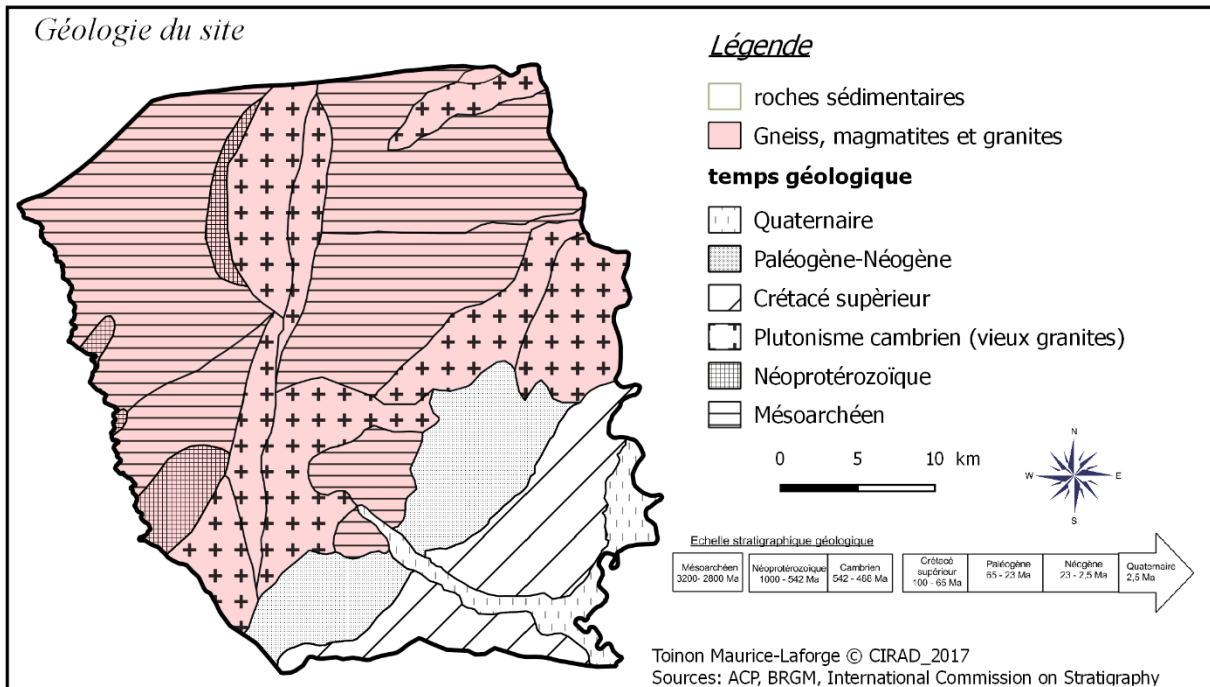 Géologie du site
Légende
roches sédimentaires
Gneiss, magmatites et granites
temps géologique
Quaternaire
Paléogène-Néogène
Crétacé supèrieur
Plutonisme cambrien (vieux granites)
Néoprotérozoïque
Mésoarchéen
0 5 10 km
N
W E
S
Echelle stratigraphique géologique
Mésoarchéen
3200- 2800 Ma
Néoprotérozoïque
1000 - 542 Ma
Cambrien
542 - 488 Ma
Crétacé
supérieur
100 - 65 Ma
Paléogène
65 - 23 Ma
Néogène
23 - 2,5 Ma
Quaternaire
2,5 Ma
Toinon Maurice-Laforge © CIRAD_2017
Sources: ACP, BRGM, International Commission on Stratigraphy